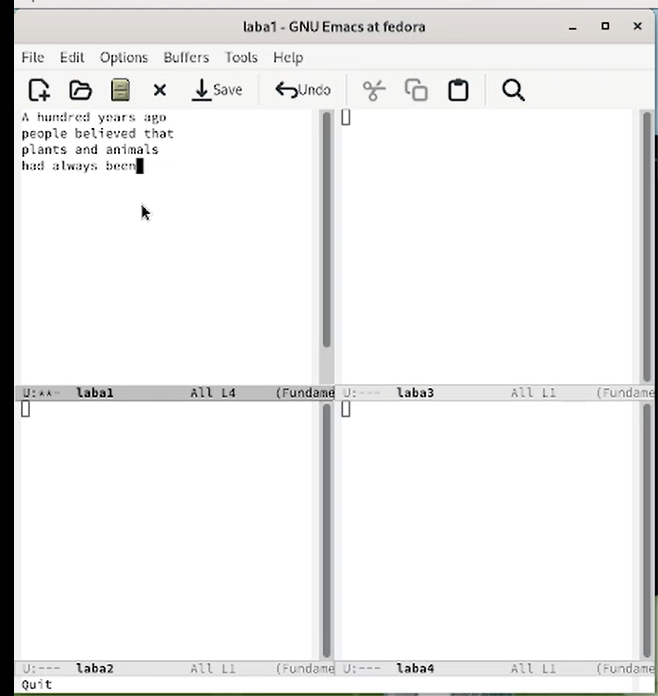 laba1 - GNU Emacs at fedora
File Edit Options Buffers Tools Help
Save Undo
A hundred years ago
people believed that
plants and animals
had always been
U:**- laba1 All L4 (Fundame
U:--- laba3 All L1 (Fundame
U:--- laba2 All L1 (Fundame
U:--- laba4 All L1 (Fundame
Quit